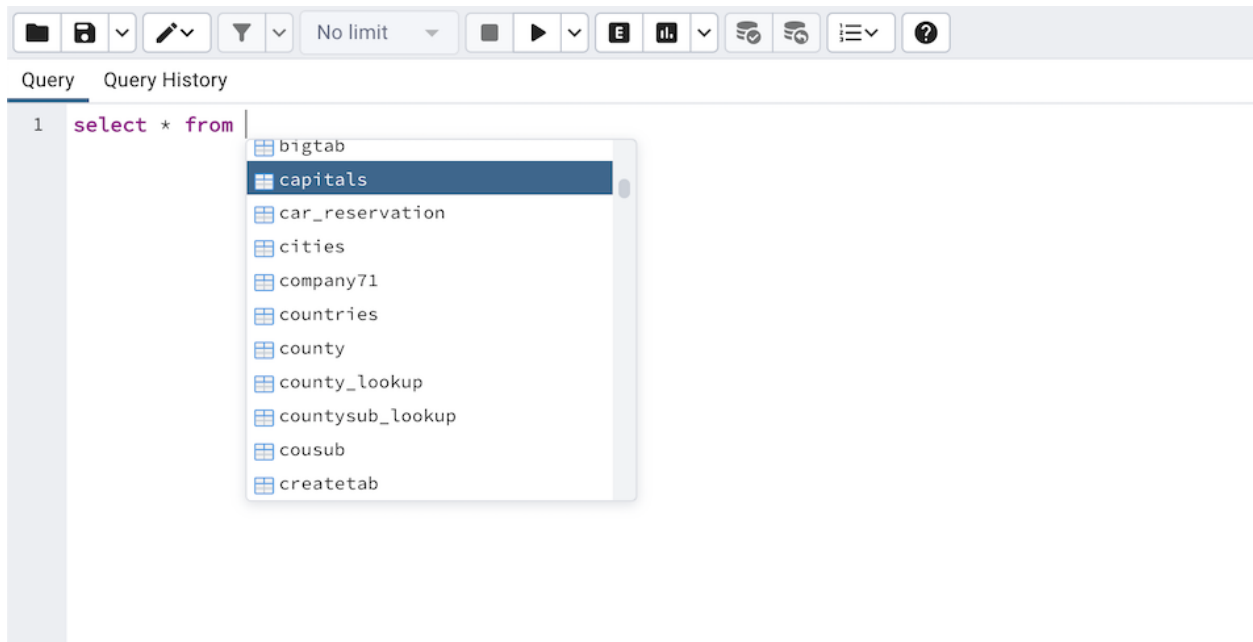 No limit
E
Query Query History
1 select * from
bigtab
capitals
car_reservation
cities
company71
countries
county
county_lookup
countysub_lookup
cousub
createtab